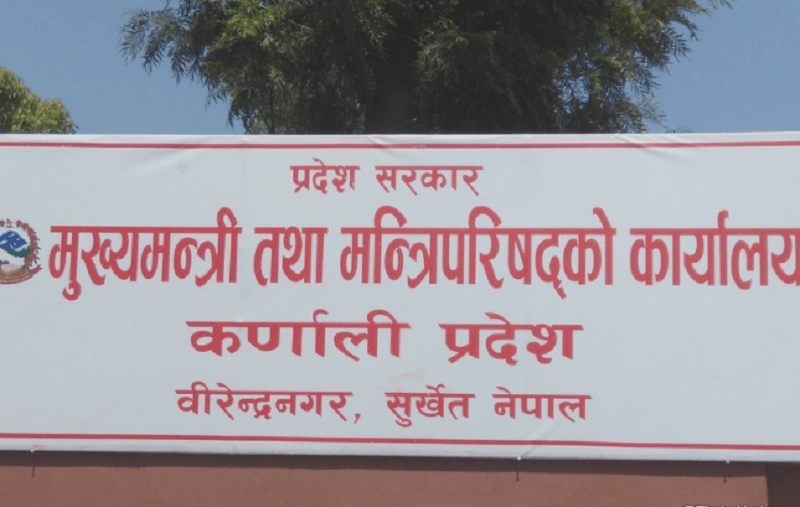 प्रदेश सरकार
मुख्यमन्त्री तथा मन्त्रिपरिषद्को कार्यालय
कर्णाली प्रदेश
वीरेन्द्रनगर, सुर्खेत नेपाल